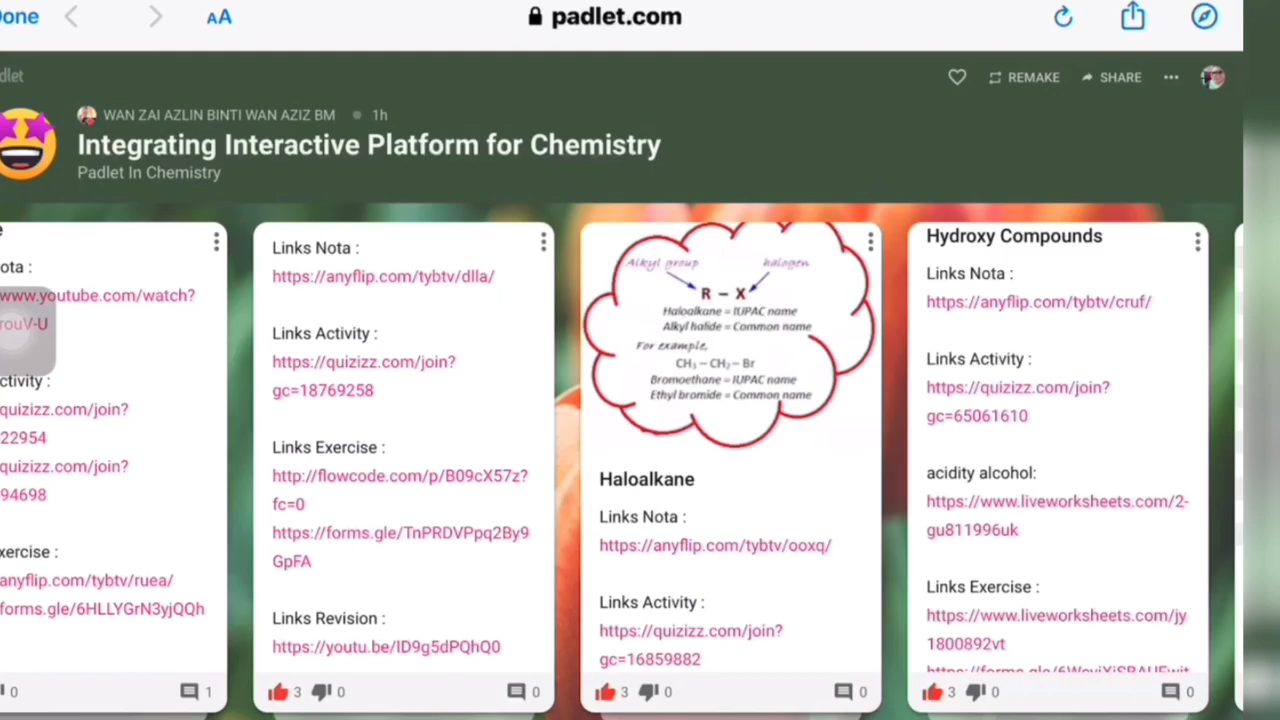 one
AA
padlet.com
dlet
REMAKE
SHARE
WAN ZAI AZLIN BINTI WAN AZIZ BM
1h
Integrating Interactive Platform for Chemistry
Padlet In Chemistry
e
ota :
www.youtube.com/watch?
rouV-U
ctivity :
quizizz.com/join?
22954
quizizz.com/join?
94698
xercise :
anyflip.com/tybtv/ruea/
forms.gle/6HLLYGrN3yjQQh
0
1
Links Nota :
https://anyflip.com/tybtv/dlla/
Links Activity :
https://quizizz.com/join?
gc=18769258
Links Exercise :
http://flowcode.com/p/B09cX57z?
fc=0
https://forms.gle/TnPRDVPpq2By9
GpFA
Links Revision :
https://youtu.be/ID9g5dPQhQ0
3
0
0
Alkyl group
halogen
R – X
Haloalkane = IUPAC name
Alkyl halide = Common name
For example,
CH₃ – CH₂ – Br
Bromoethane = IUPAC name
Ethyl bromide = Common name
Haloalkane
Links Nota :
https://anyflip.com/tybtv/ooxq/
Links Activity :
https://quizizz.com/join?
gc=16859882
3
0
0
Hydroxy Compounds
Links Nota :
https://anyflip.com/tybtv/cruf/
Links Activity :
https://quizizz.com/join?
gc=65061610
acidity alcohol:
https://www.liveworksheets.com/2-
gu811996uk
Links Exercise :
https://www.liveworksheets.com/jy
1800892vt
3
0
0